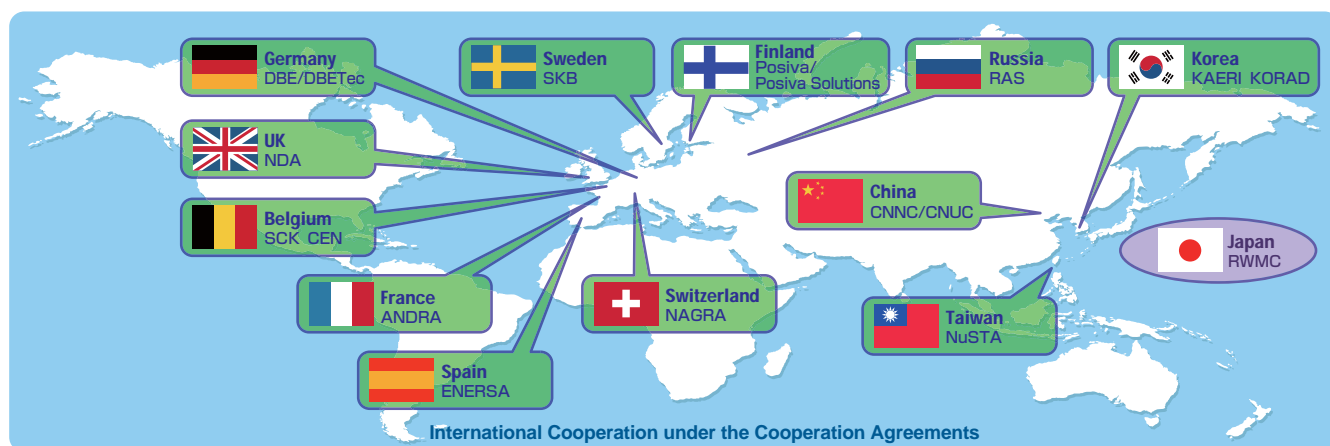 Germany
DBE/DBETec
Sweden
SKB
Finland
Posiva/
Posiva Solutions
Russia
RAS
Korea
KAERI KORAD
UK
NDA
Belgium
SCK CEN
China
CNNC/CNUC
Japan
RWMC
France
ANDRA
Switzerland
NAGRA
Taiwan
NuSTA
Spain
ENERSA
International Cooperation under the Cooperation Agreements